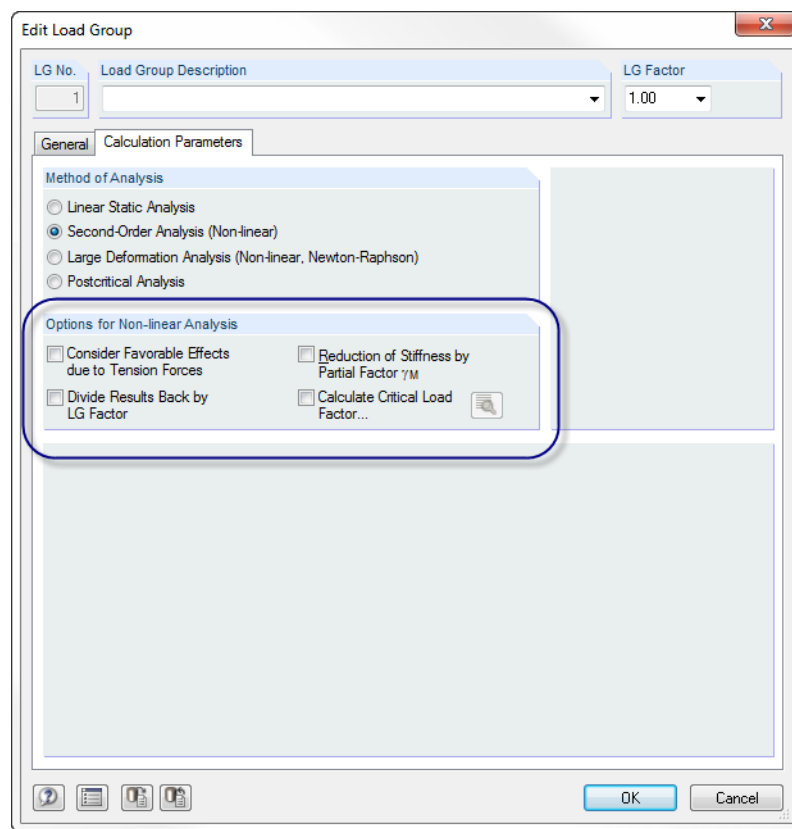 Edit Load Group
LG No.
Load Group Description
LG Factor
1
1.00
General
Calculation Parameters
Method of Analysis
Linear Static Analysis
Second-Order Analysis (Non-linear)
Large Deformation Analysis (Non-linear, Newton-Raphson)
Postcritical Analysis
Options for Non-linear Analysis
Consider Favorable Effects
due to Tension Forces
Reduction of Stiffness by
Partial Factor γM
Divide Results Back by
LG Factor
Calculate Critical Load
Factor...
OK
Cancel